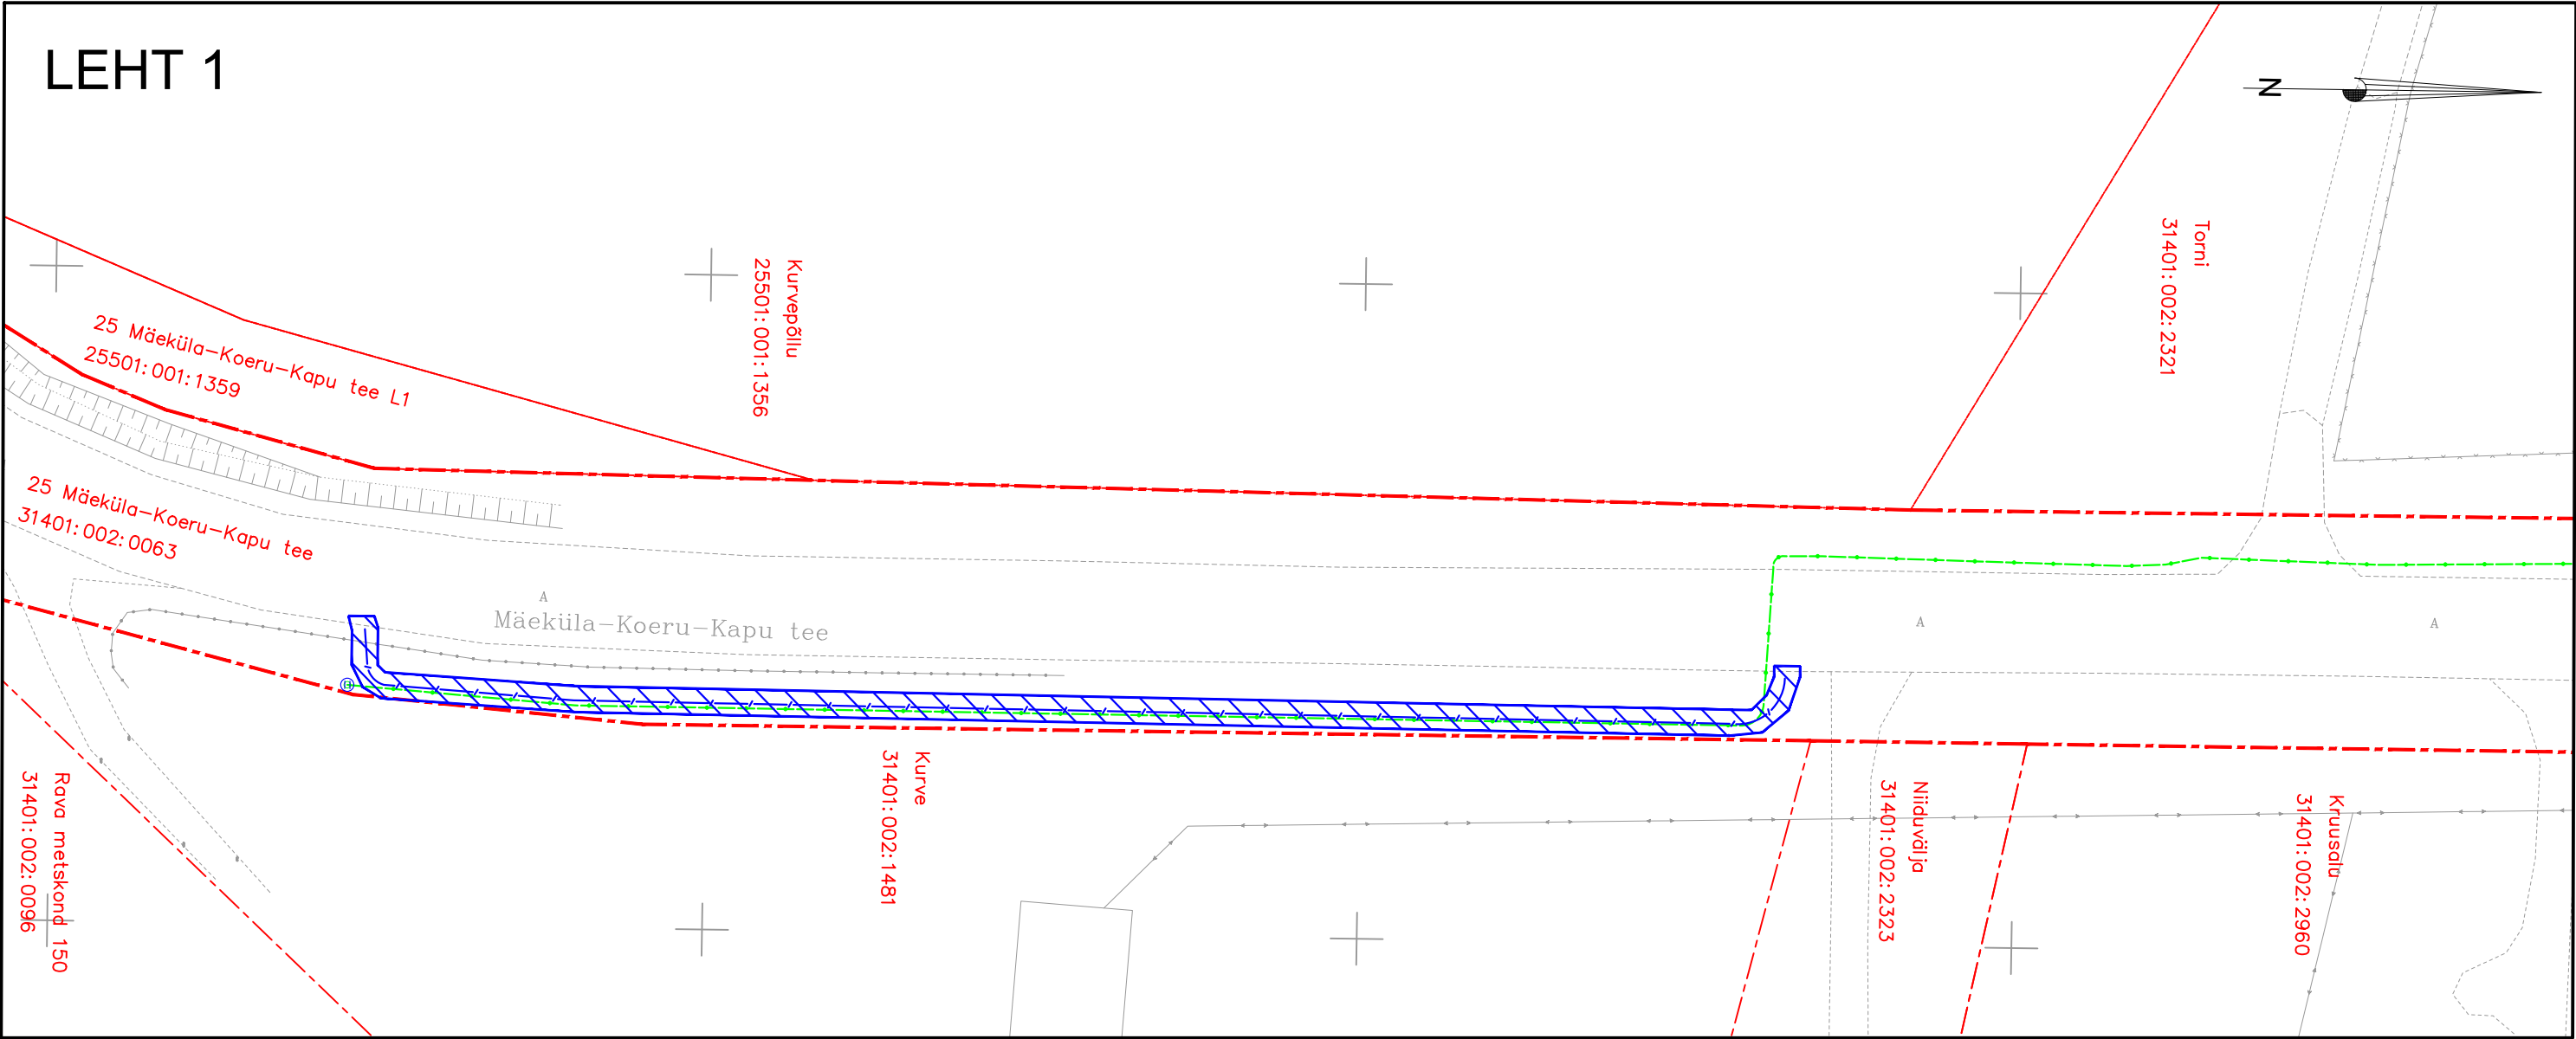 LEHT 1
N
Torni
31401:002:2321
Kurvepõllu
25501:001:1356
25 Mäeküla-Koeru-Kapu tee L1
25501:001:1359
25 Mäeküla-Koeru-Kapu tee
31401:002:0063
A
Mäeküla-Koeru-Kapu tee
A
A
Kurve
31401:002:1481
Niiduvälja
31401:002:2323
Kruusalu
31401:002:2960
Rava metskond 150
31401:002:0096